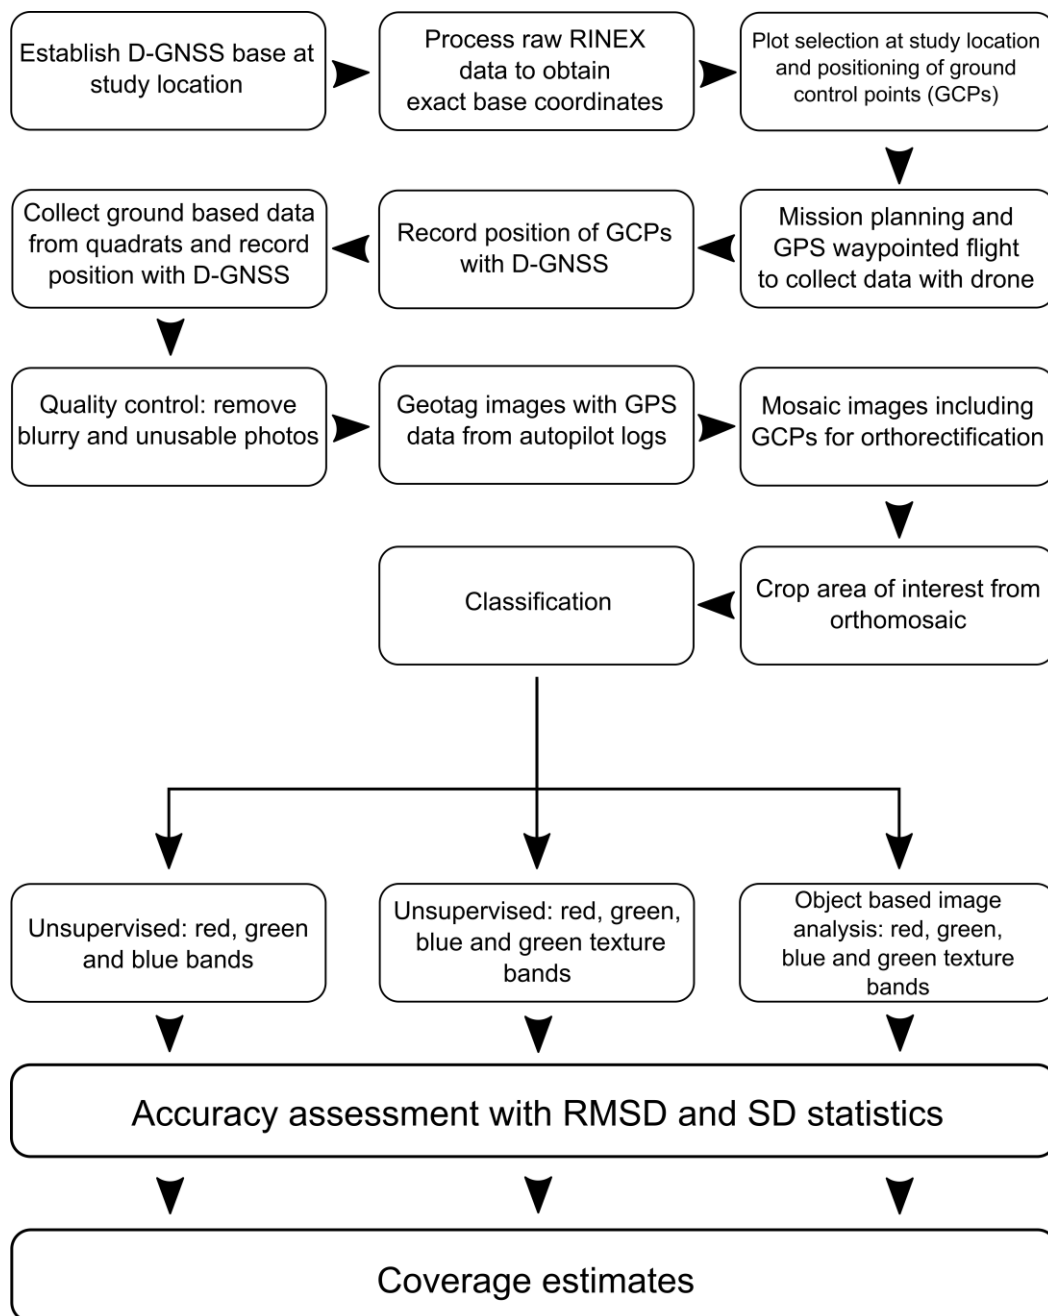 Establish D-GNSS base at
study location
Process raw RINEX
data to obtain
exact base coordinates
Plot selection at study location
and positioning of ground
control points (GCPs)
Mission planning and
GPS waypointed flight
to collect data with drone
Record position of GCPs
with D-GNSS
Collect ground based data
from quadrats and record
position with D-GNSS
Quality control: remove
blurry and unusable photos
Geotag images with GPS
data from autopilot logs
Mosaic images including
GCPs for orthorectification
Crop area of interest from
orthomosaic
Classification
Unsupervised: red, green
and blue bands
Unsupervised: red, green,
blue and green texture
bands
Object based image
analysis: red, green,
blue and green texture
bands
Accuracy assessment with RMSD and SD statistics
Coverage estimates